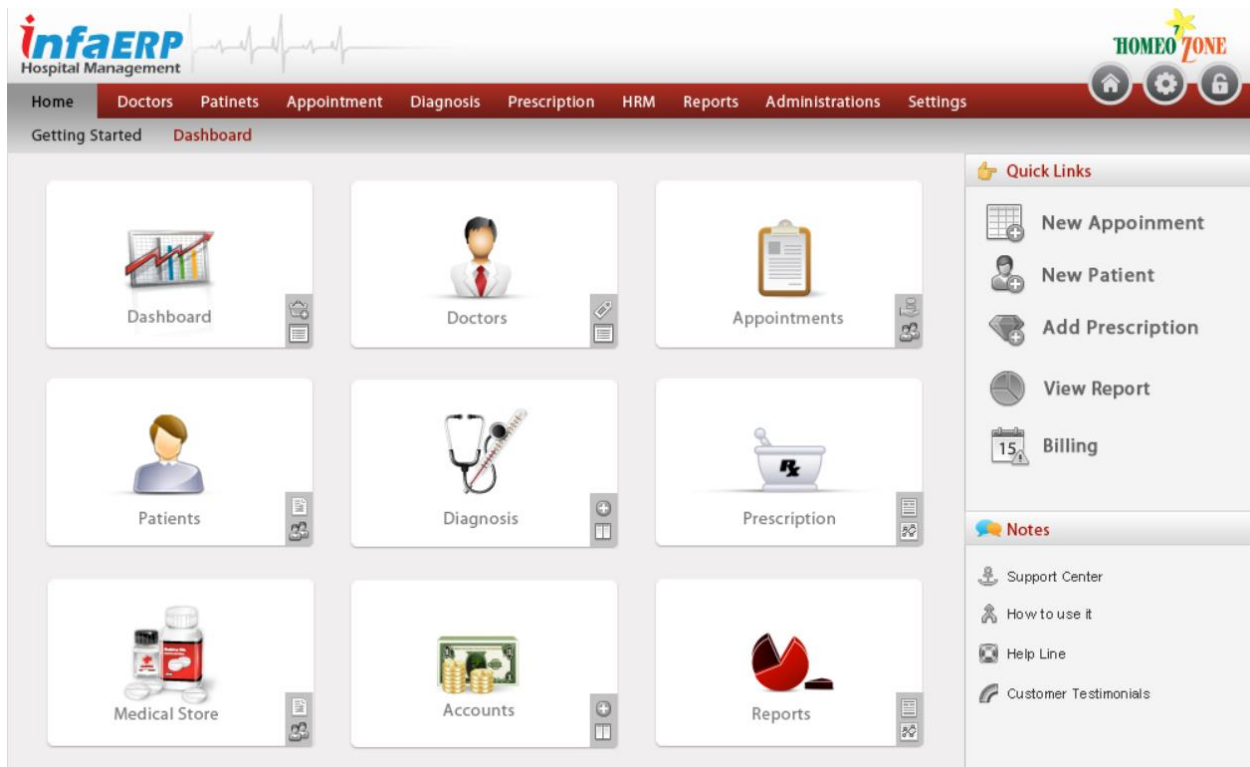 infaERP
Hospital Management
HOMEO 7 ZONE
Home Doctors Patinets Appointment Diagnosis Prescription HRM Reports Administrations Settings
Getting Started Dashboard
Dashboard
Doctors
Appointments
Patients
Diagnosis
Rx
Prescription
Medical Store
Accounts
Reports
Quick Links
New Appoinment
New Patient
Add Prescription
View Report
15
Billing
Notes
Support Center
How to use it
Help Line
Customer Testimonials